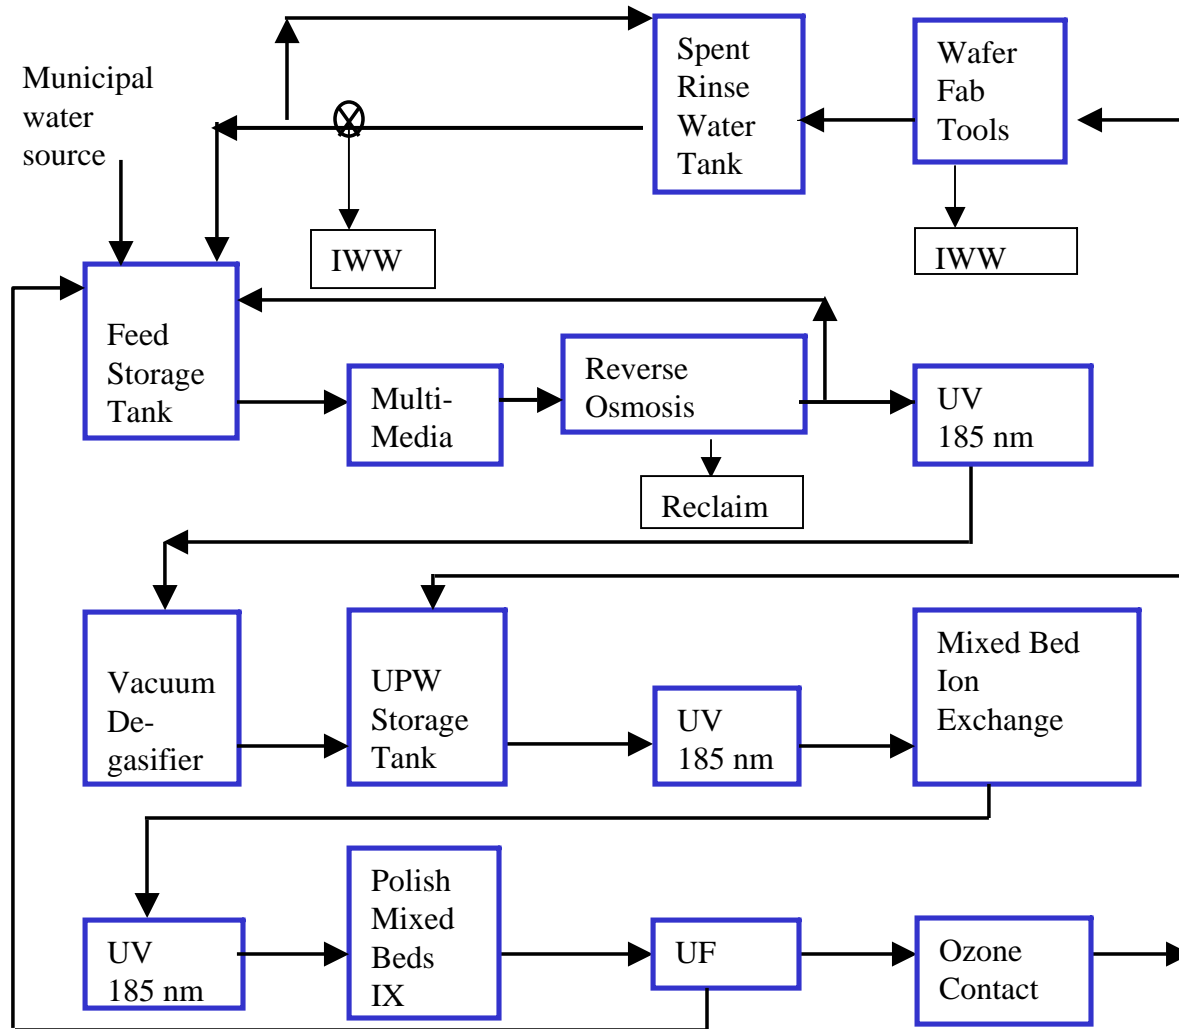 Municipal
water
source
Spent
Rinse
Water
Tank
Wafer
Fab
Tools
IWW
IWW
Feed
Storage
Tank
Multi-
Media
Reverse
Osmosis
UV
185 nm
Reclaim
Vacuum
De-
gasifier
UPW
Storage
Tank
UV
185 nm
Mixed Bed
Ion
Exchange
UV
185 nm
Polish
Mixed
Beds
IX
UF
Ozone
Contact